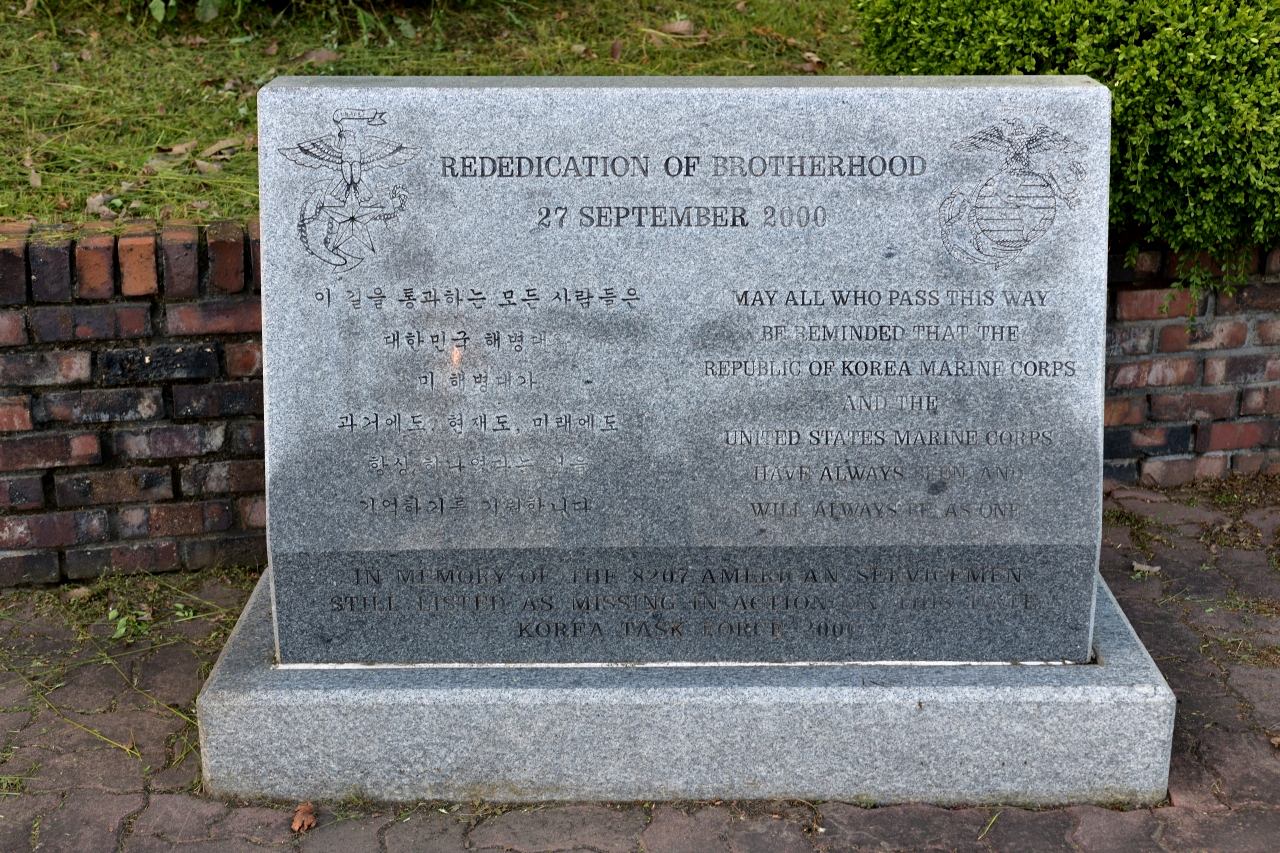 REDEDICATION OF BROTHERHOOD
27 SEPTEMBER 2000
이 길을 통과하는 모든 사람들은
대한민국 해병대
미 해병대가
과거에도, 현재도, 미래에도
항상 하나였라는 것을
기억하기를 기원합니다
MAY ALL WHO PASS THIS WAY
BE REMINDED THAT THE
REPUBLIC OF KOREA MARINE CORPS
AND THE
UNITED STATES MARINE CORPS
HAVE ALWAYS BEEN AND
WILL ALWAYS BE AS ONE
IN MEMORY OF THE 8207 AMERICAN SERVICEMEN
STILL LISTED AS MISSING IN ACTION ON THIS DATE
KOREA TASK FORCE 2000